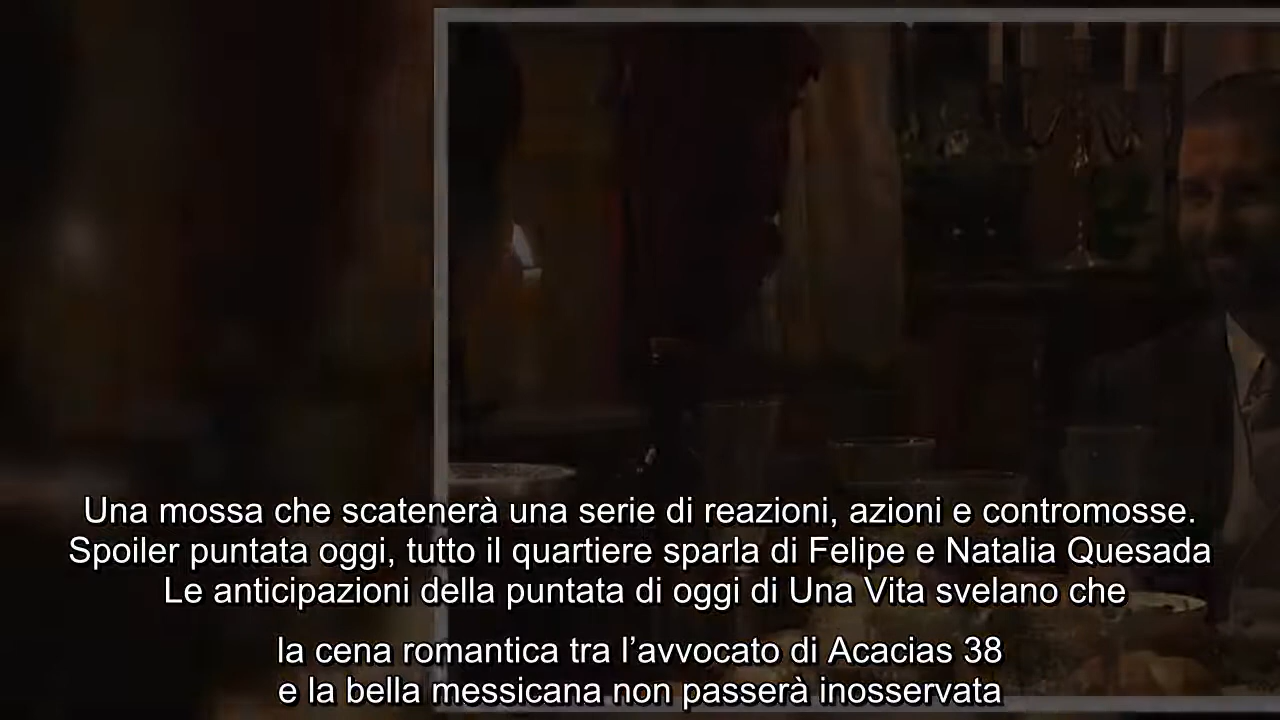 Una mossa che scatenerà una serie di reazioni, azioni e contromosse.
Spoiler puntata oggi, tutto il quartiere sparla di Felipe e Natalia Quesada
Le anticipazioni della puntata di oggi di Una Vita svelano che
la cena romantica tra l’avvocato di Acacias 38
e la bella messicana non passerà inosservata